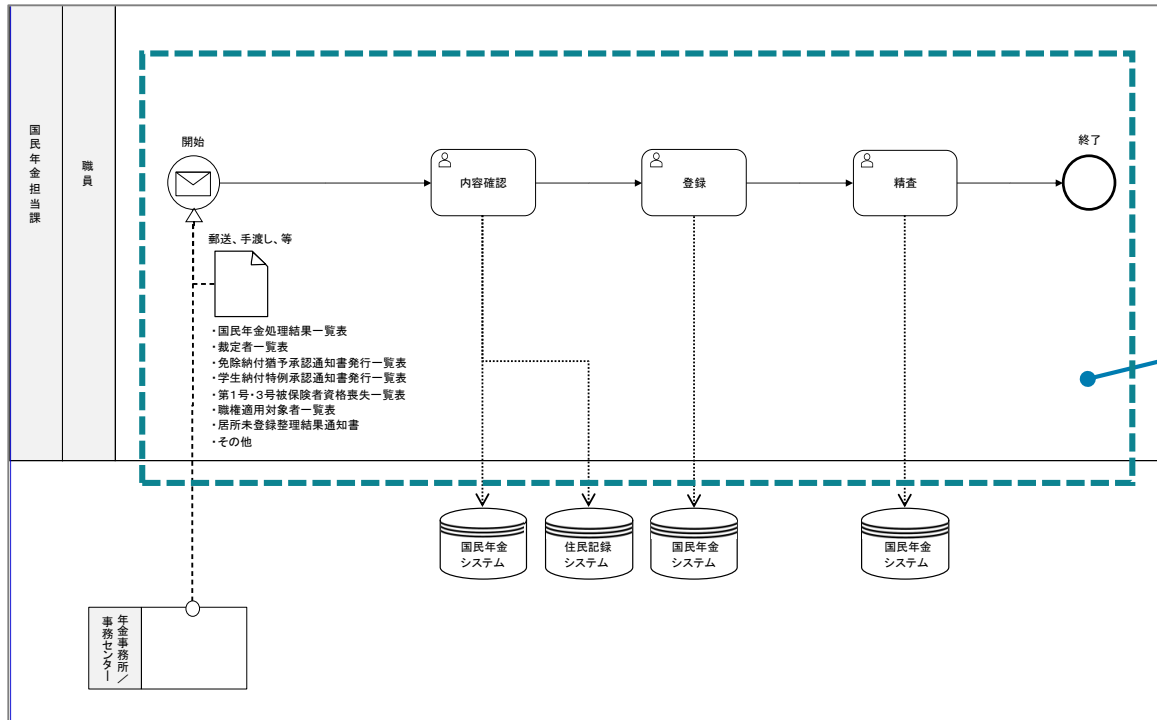 国民年金担当課
職員
開始
内容確認
登録
精査
終了
郵送、手渡し、等
・国民年金処理結果一覧表
・裁定者一覧表
・免除納付猶予承認通知書発行一覧表
・学生納付特例承認通知書発行一覧表
・第1号・3号被保険者資格喪失一覧表
・職権適用対象者一覧表
・居所未登録整理結果通知書
・その他
国民年金
システム
住民記録
システム
国民年金
システム
国民年金
システム
年金事務所／
事務センター